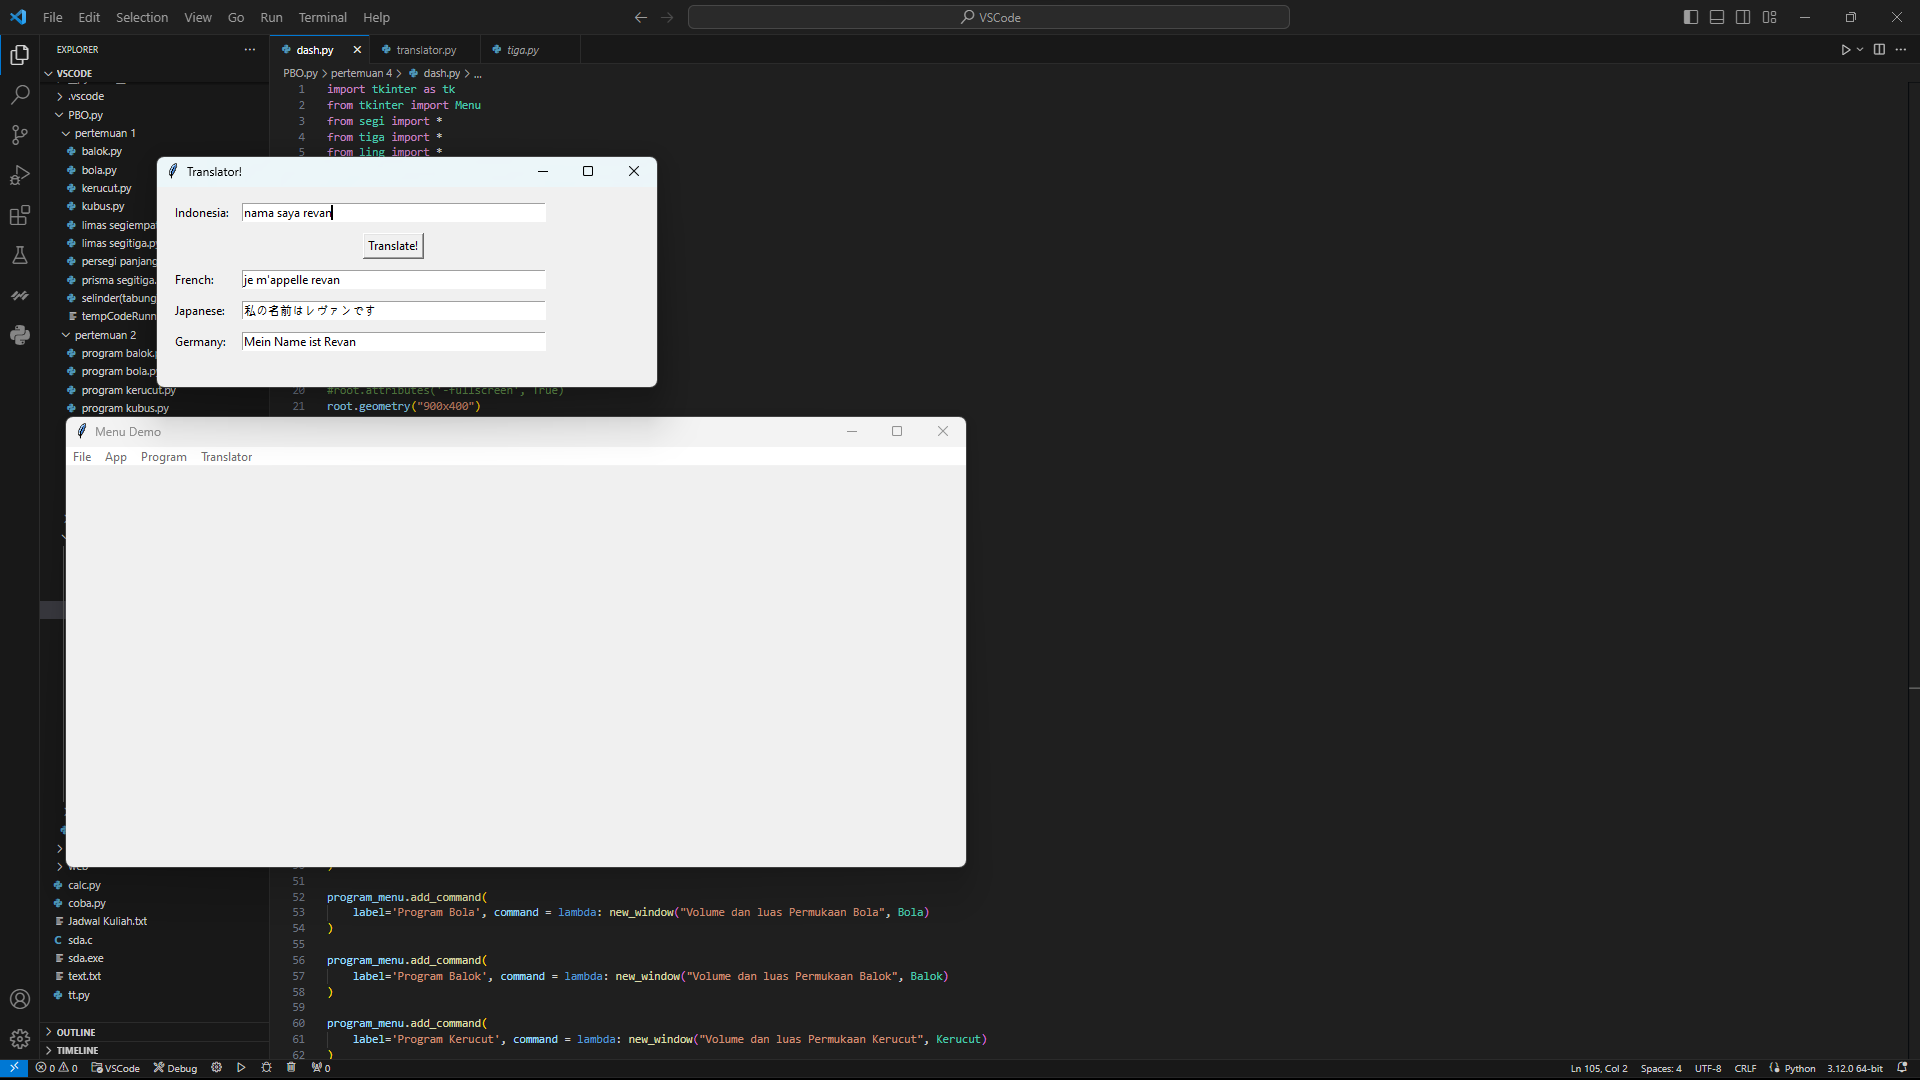 File Edit Selection View Go Run Terminal Help
VSCode
EXPLORER
VSCODE
.vscode
PBO.py
pertemuan 1
balok.py
bola.py
kerucut.py
kubus.py
limas segiempa
limas segitiga.py
persegi panjang
prisma segitiga.
selinder(tabung
tempCodeRunn
pertemuan 2
program balok.p
program bola.py
program kerucut.py
program kubus.py
calc.py
coba.py
Jadwal Kuliah.txt
sda.c
sda.exe
text.txt
tt.py
OUTLINE
TIMELINE
dash.py translator.py tiga.py
PBO.py > pertemuan 4 > dash.py > ...
1 import tkinter as tk
2 from tkinter import Menu
3 from segi import *
4 from tiga import *
5 from ling import *
Translator!
Indonesia: nama saya revan
Translate!
French: je m'appelle revan
Japanese: 私の名前はレヴァンです
Germany: Mein Name ist Revan
20 #root.attributes('-fullscreen', True)
21 root.geometry("900x400")
Menu Demo
File App Program Translator
51
52 program_menu.add_command(
53 label='Program Bola', command = lambda: new_window("Volume dan luas Permukaan Bola", Bola)
54 )
55
56 program_menu.add_command(
57 label='Program Balok', command = lambda: new_window("Volume dan luas Permukaan Balok", Balok)
58 )
59
60 program_menu.add_command(
61 label='Program Kerucut', command = lambda: new_window("Volume dan luas Permukaan Kerucut", Kerucut)
62 )
0 0 VSCode Debug 0
Ln 105, Col 2 Spaces: 4 UTF-8 CRLF Python 3.12.0 64-bit